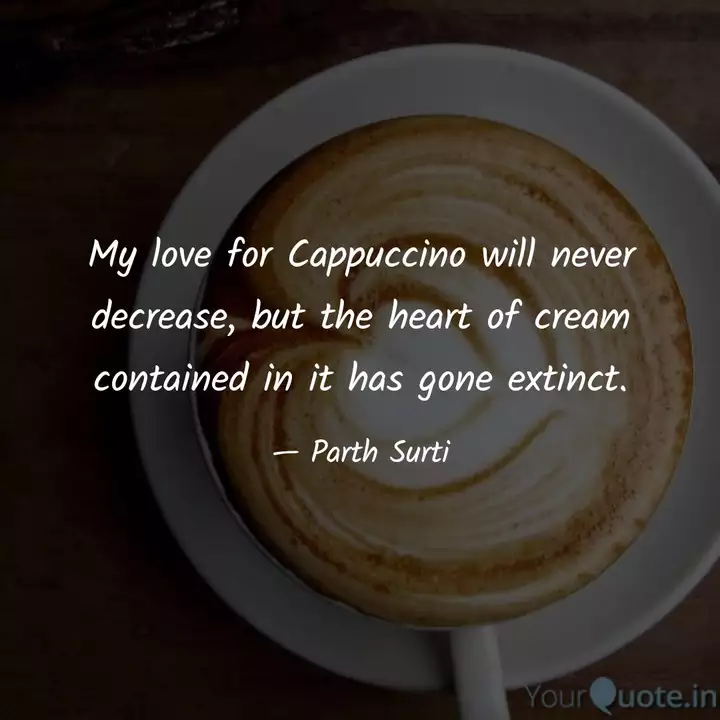 My love for Cappuccino will never
decrease, but the heart of cream
contained in it has gone extinct.
— Parth Surti
YourQuote.in